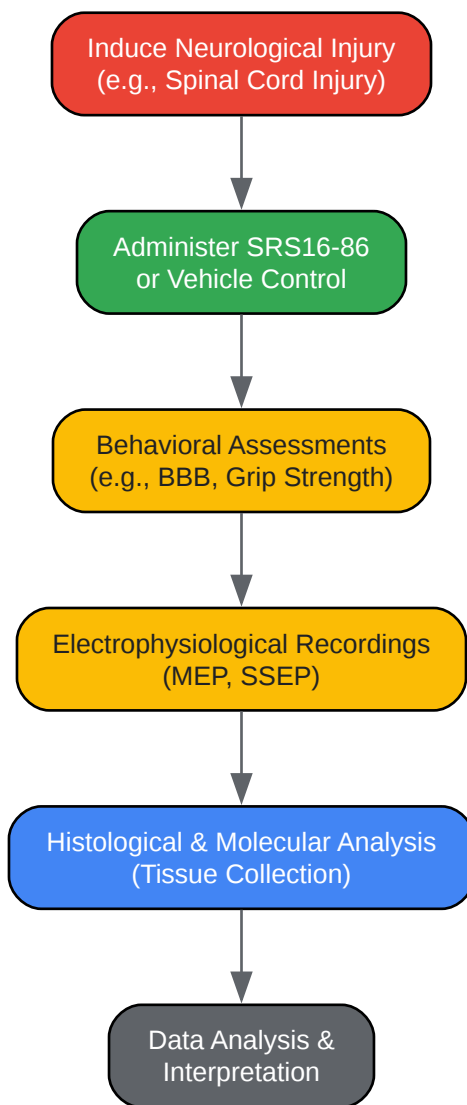 Induce Neurological Injury
(e.g., Spinal Cord Injury)
Administer SRS16-86
or Vehicle Control
Behavioral Assessments
(e.g., BBB, Grip Strength)
Electrophysiological Recordings
(MEP, SSEP)
Histological & Molecular Analysis
(Tissue Collection)
Data Analysis &
Interpretation